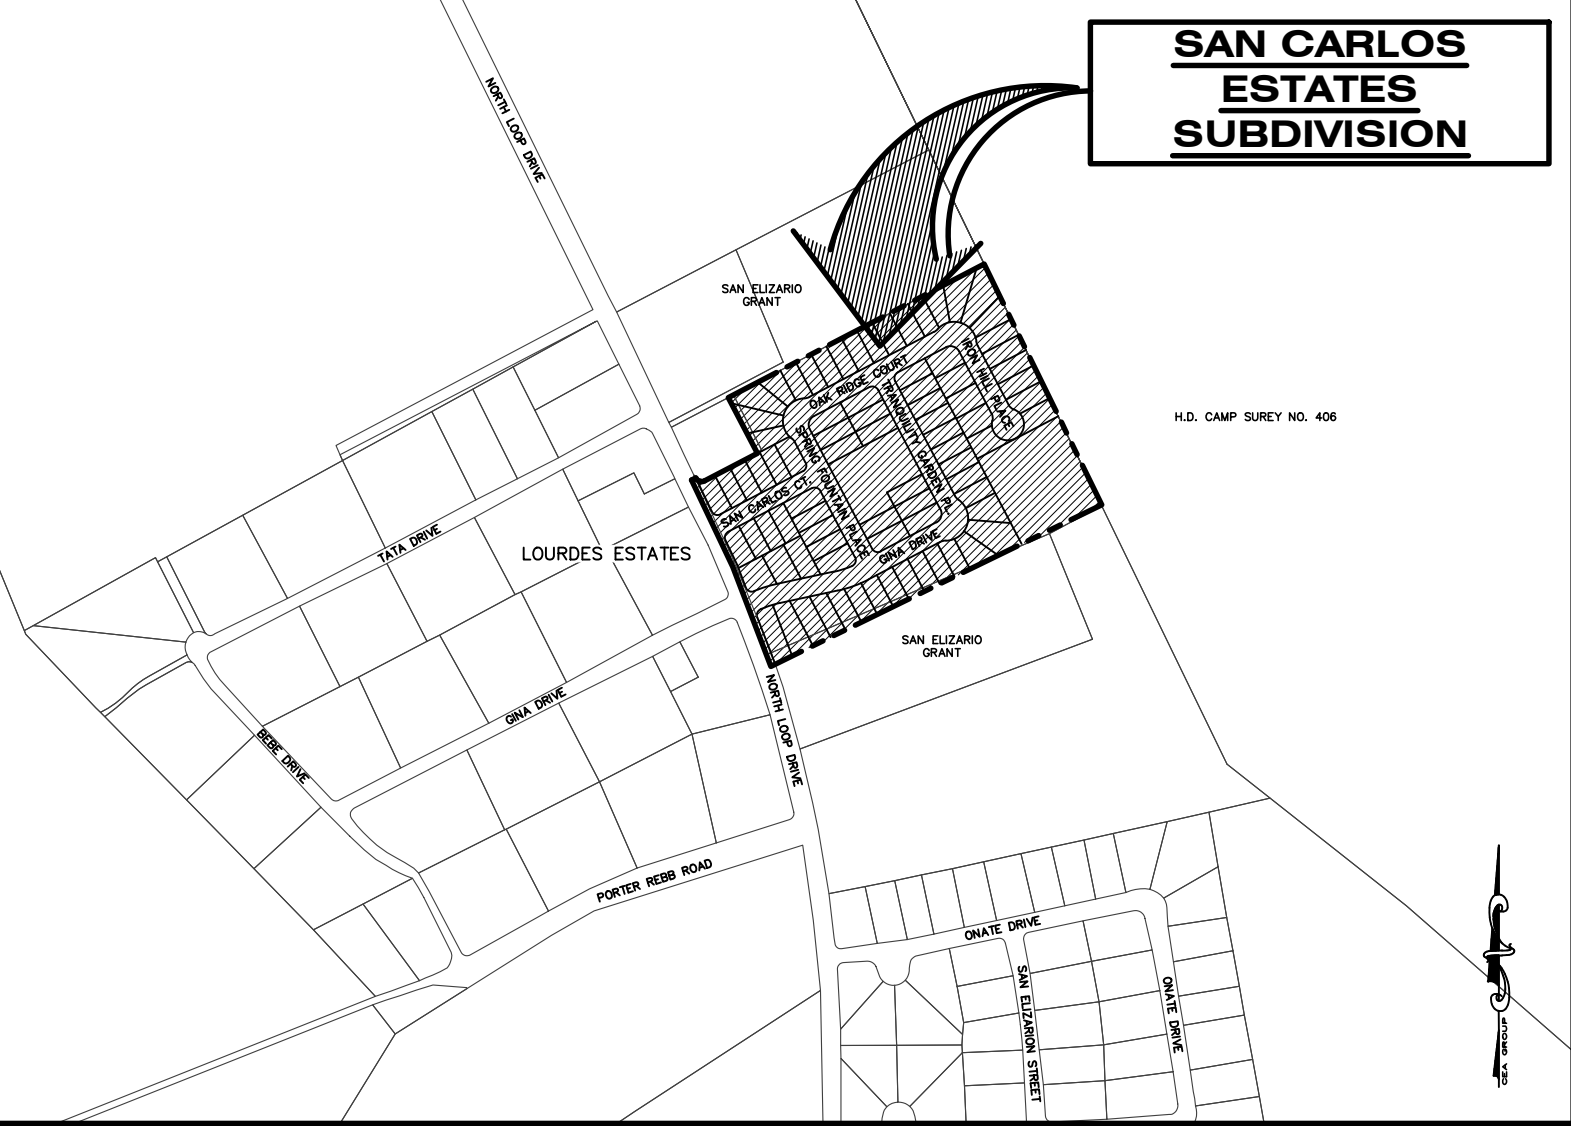 SAN CARLOS
ESTATES
SUBDIVISION
NORTH LOOP DRIVE
SAN ELIZARIO
GRANT
OAK RIDGE COURT
IRON HILL PLACE
TRANQUILITY GARDEN PL.
SPRING FOUNTAIN PLACE
SAN CARLOS CT.
GINA DRIVE
H.D. CAMP SUREY NO. 406
TATA DRIVE
LOURDES ESTATES
SAN ELIZARIO
GRANT
GINA DRIVE
NORTH LOOP DRIVE
BEBE DRIVE
PORTER REBB ROAD
ONATE DRIVE
SAN ELIZARION STREET
ONATE DRIVE
CEA GROUP